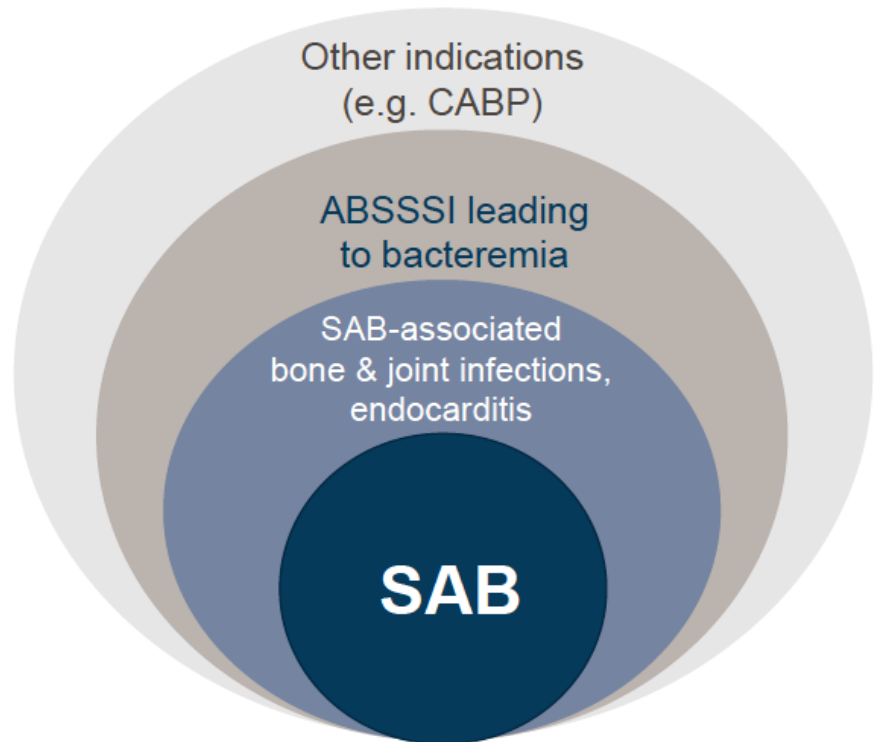 Other indications
(e.g. CABP)
ABSSSI leading
to bacteremia
SAB-associated
bone & joint infections,
endocarditis
SAB